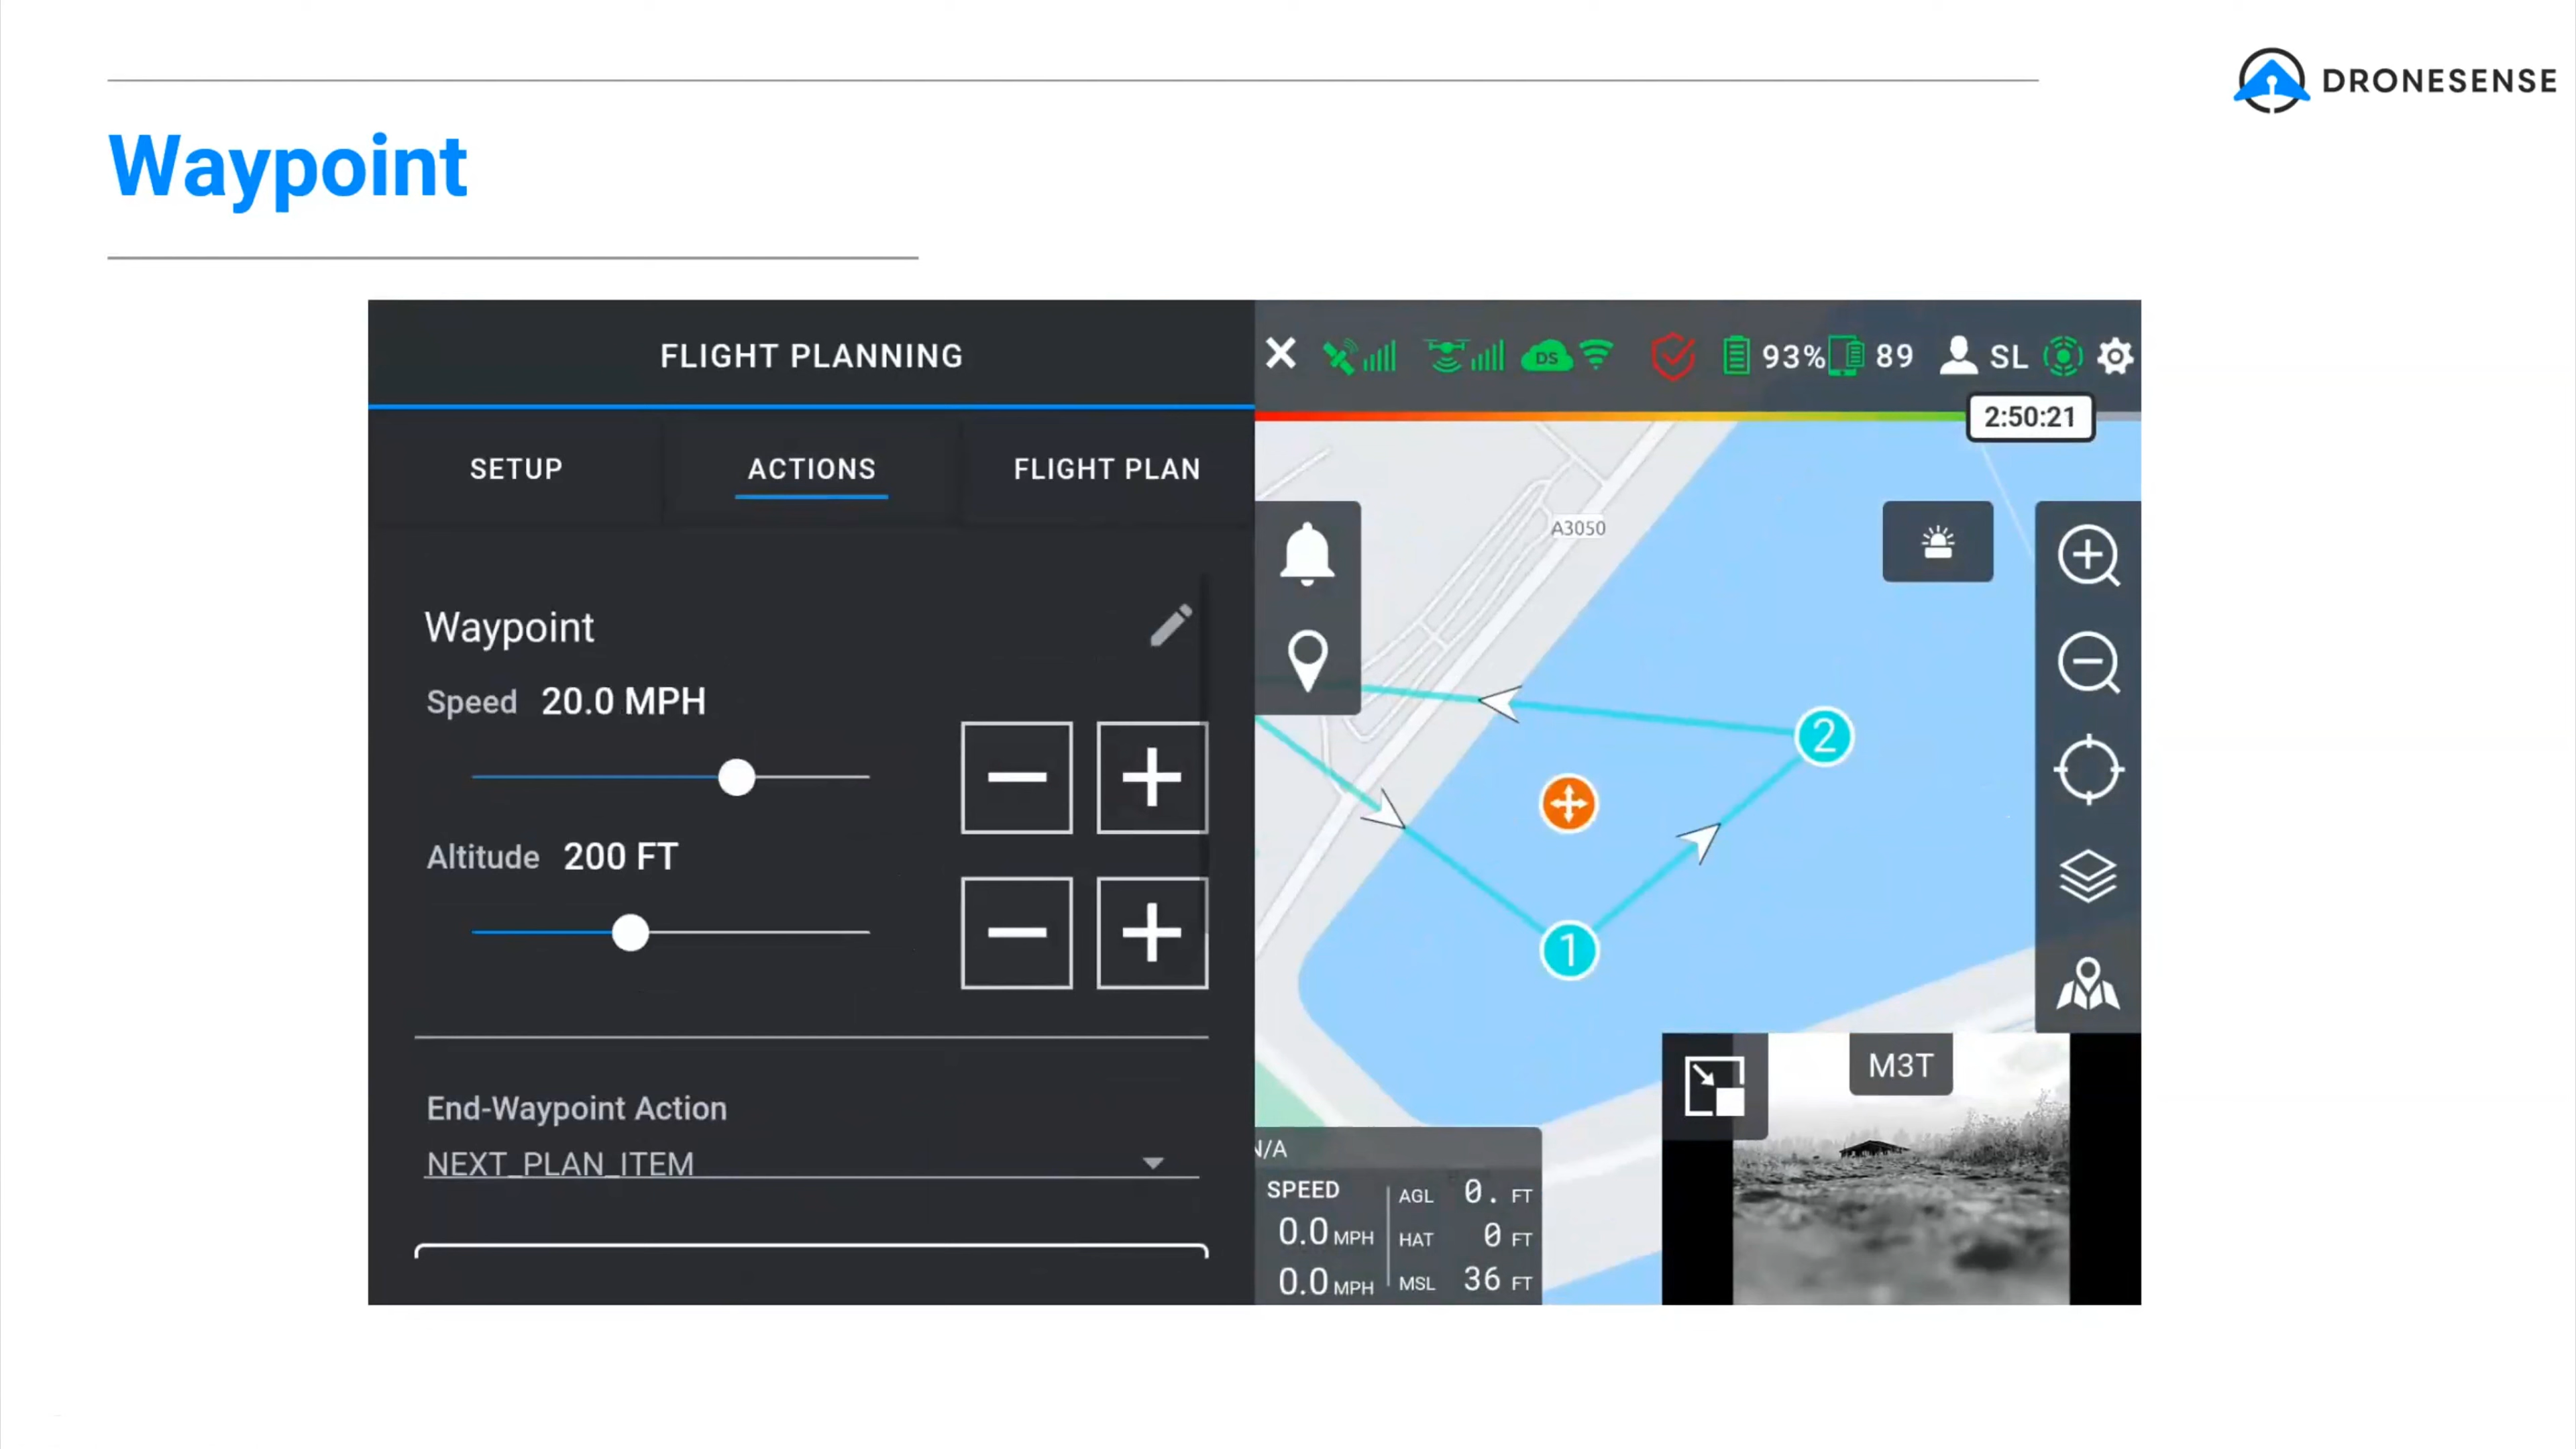 DRONESENSE
Waypoint
FLIGHT PLANNING
SETUP ACTIONS FLIGHT PLAN
Waypoint
Speed 20.0 MPH
Altitude 200 FT
End-Waypoint Action
NEXT_PLAN_ITEM
DS 93% 89 SL
2:50:21
A3050
2
1
M3T
N/A
SPEED AGL 0. FT
0.0 MPH HAT 0 FT
0.0 MPH MSL 36 FT